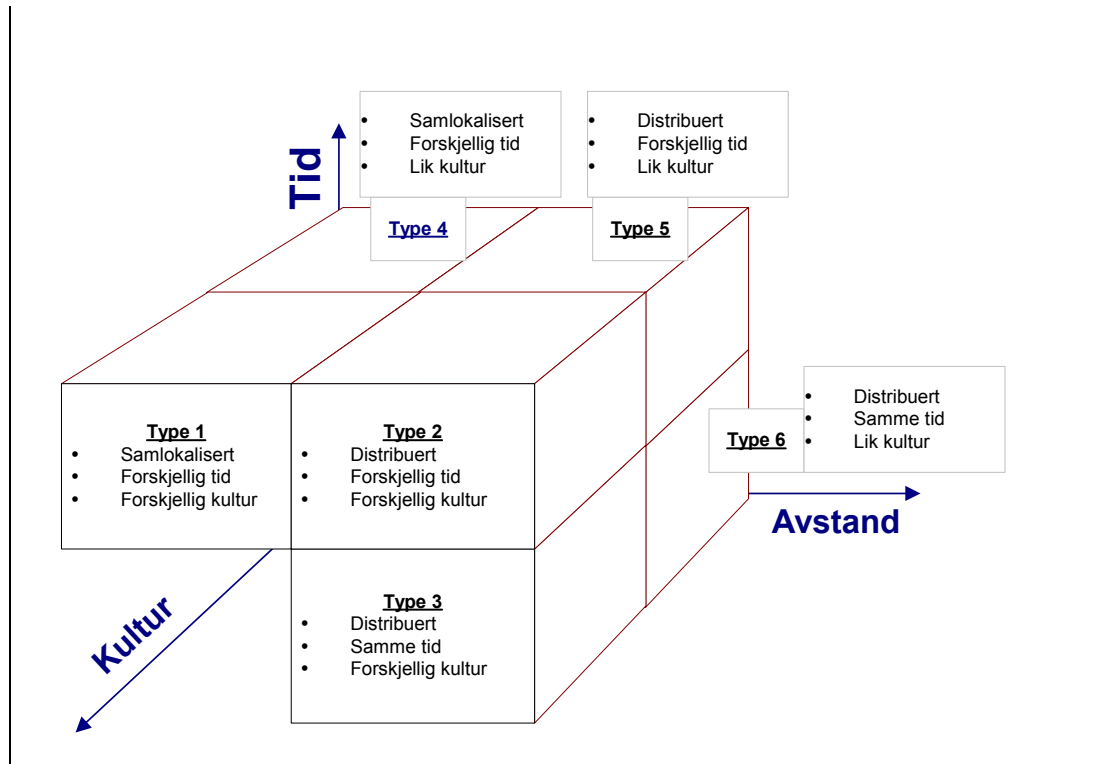 Tid
• Samlokalisert
• Forskjellig tid
• Lik kultur
Type 4
• Distribuert
• Forskjellig tid
• Lik kultur
Type 5
Type 1
• Samlokalisert
• Forskjellig tid
• Forskjellig kultur
Type 2
• Distribuert
• Forskjellig tid
• Forskjellig kultur
Type 6
• Distribuert
• Samme tid
• Lik kultur
Avstand
Type 3
• Distribuert
• Samme tid
• Forskjellig kultur
Kultur